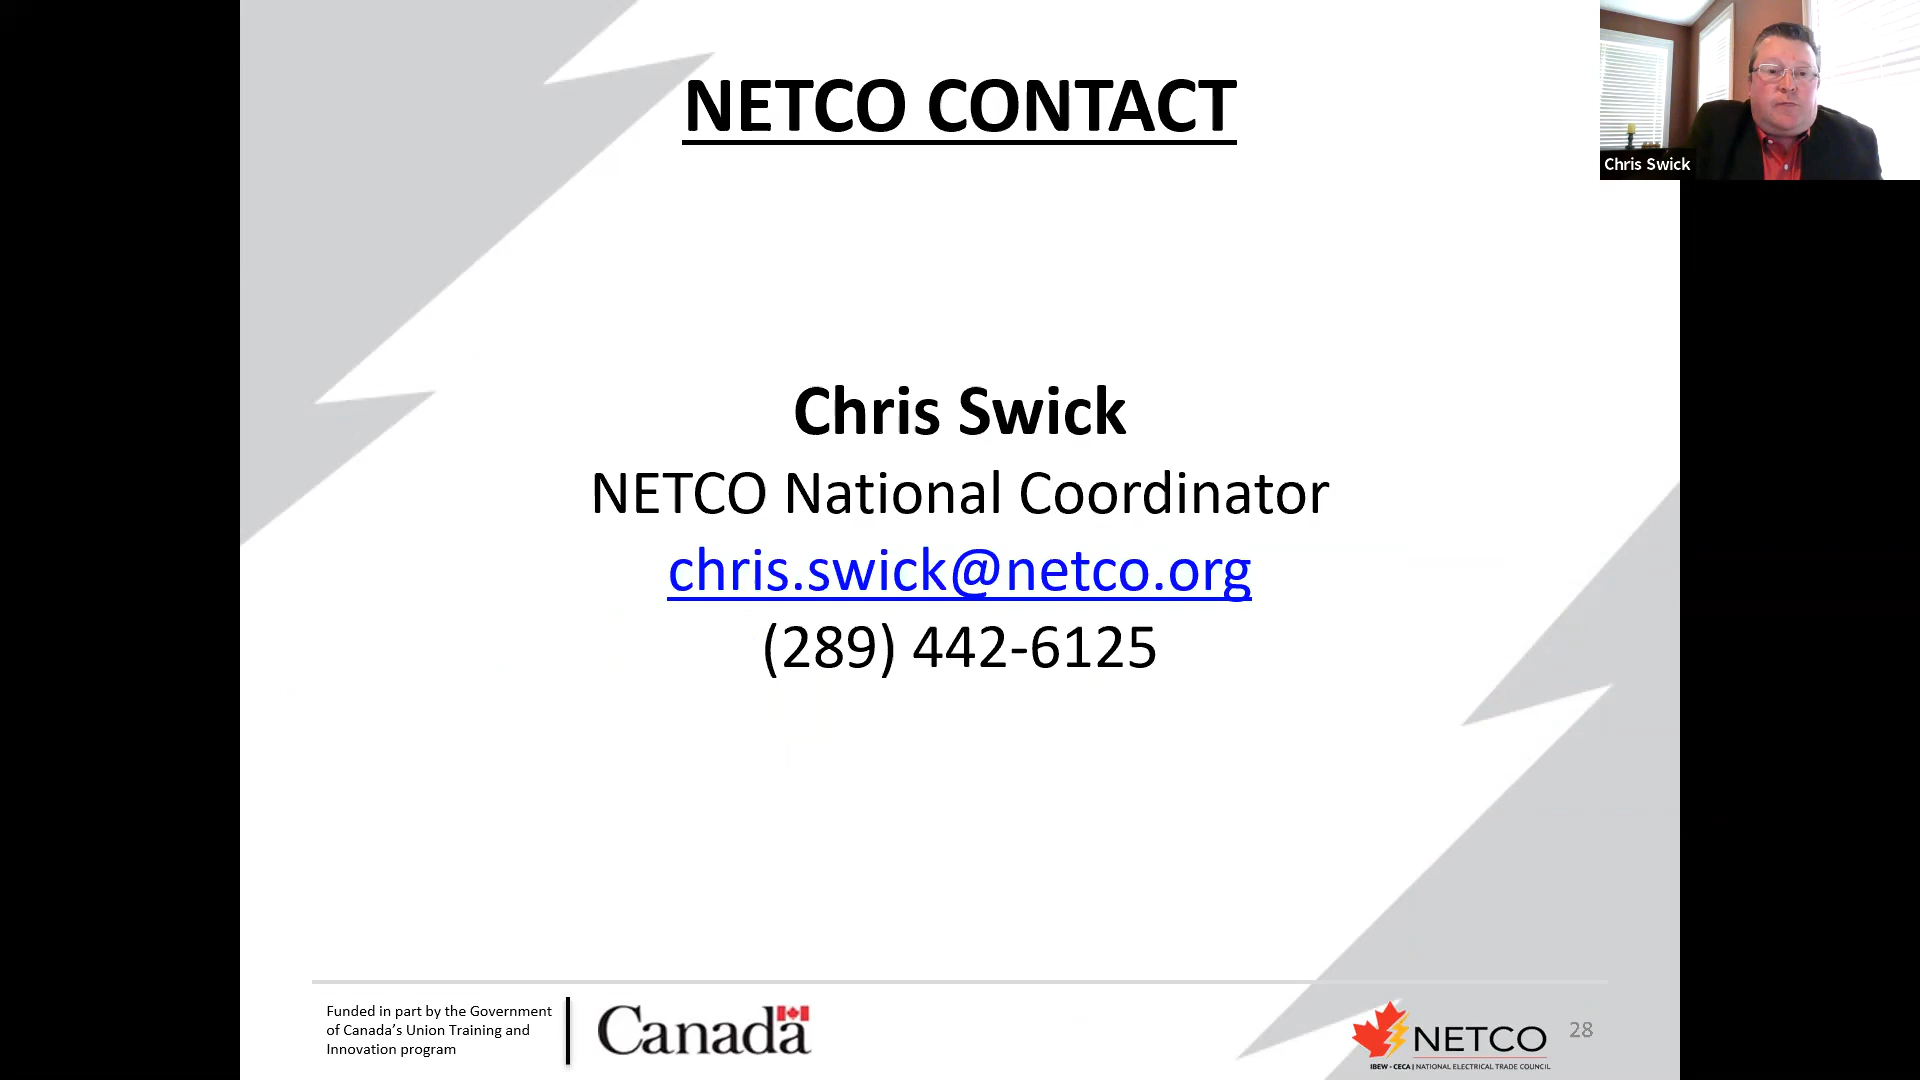 NETCO CONTACT
Chris Swick
Chris Swick
NETCO National Coordinator
chris.swick@netco.org
(289) 442-6125
Funded in part by the Government
of Canada’s Union Training and
Innovation program
Canada
NETCO
IBEW - CECA | NATIONAL ELECTRICAL TRADE COUNCIL
28